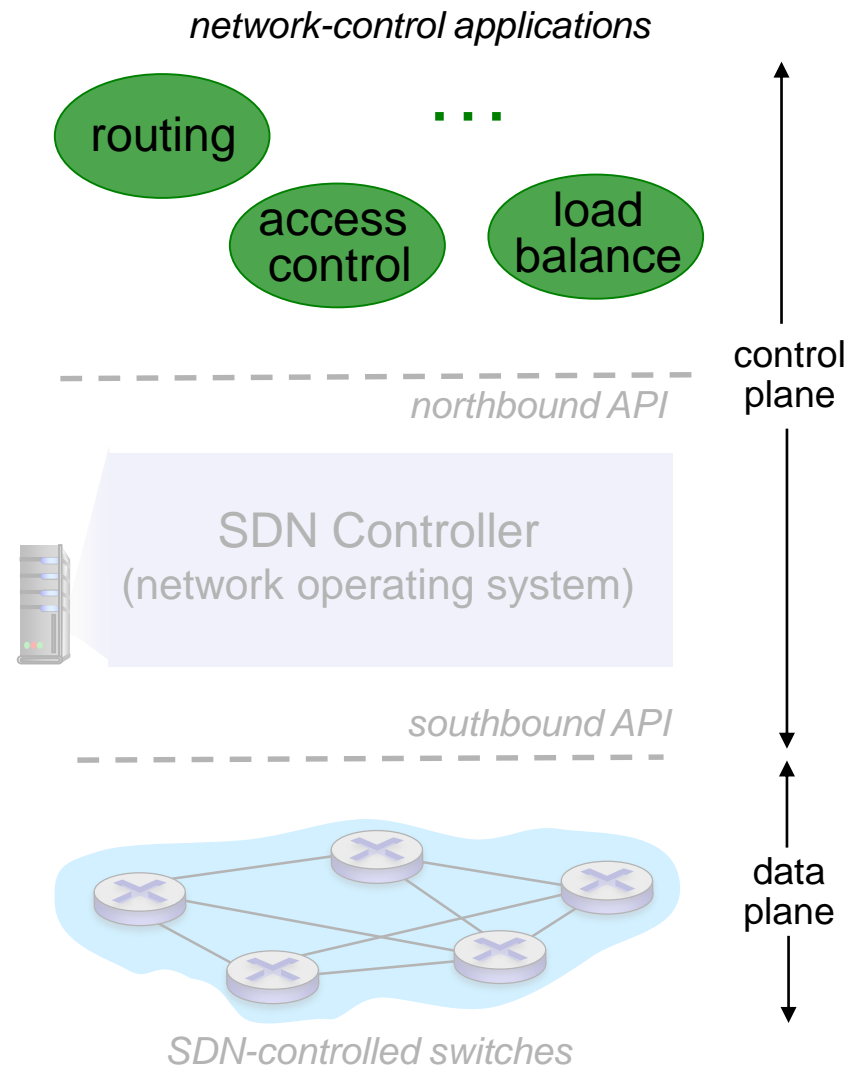 network-control applications
routing
...
access
control
load
balance
control
plane
northbound API
SDN Controller
(network operating system)
southbound API
data
plane
SDN-controlled switches